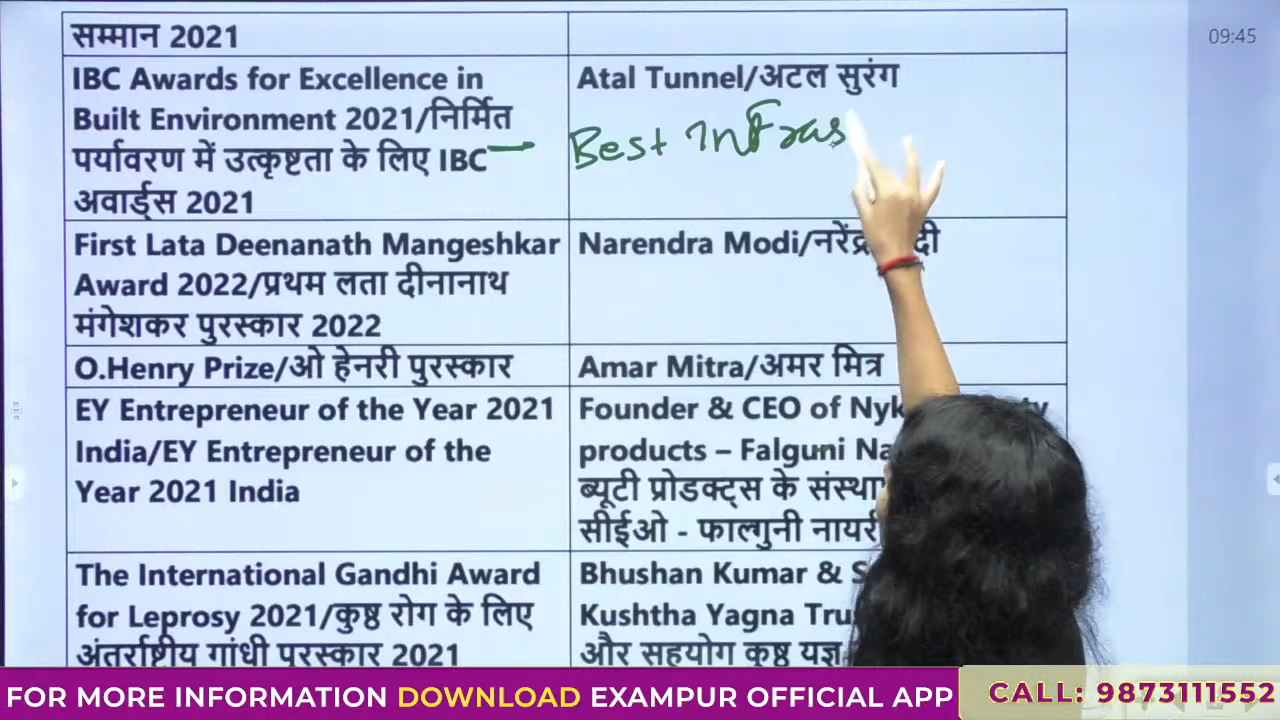 सम्मान 2021
09:45
IBC Awards for Excellence in
Built Environment 2021/निर्मित
पर्यावरण में उत्कृष्टता के लिए IBC
अवार्ड्स 2021
Atal Tunnel/अटल सुरंग
Best Infras
First Lata Deenanath Mangeshkar
Award 2022/प्रथम लता दीनानाथ
मंगेशकर पुरस्कार 2022
Narendra Modi/नरेंद्र
O.Henry Prize/ओ हेनरी पुरस्कार
Amar Mitra/अमर मित्र
EY Entrepreneur of the Year 2021
India/EY Entrepreneur of the
Year 2021 India
Founder & CEO of
products – Falguni
ब्यूटी प्रोडक्ट्स के
सीईओ - फाल्गुनी नायर
The International Gandhi Award
for Leprosy 2021/कुष्ठ रोग के लिए
अंतर्राष्ट्रीय गांधी पुरस्कार 2021
Bhushan Kumar &
Kushtha Yagna
और सहयोग कुष्ठ यज्ञ
FOR MORE INFORMATION DOWNLOAD EXAMPUR OFFICIAL APP
CALL: 9873111552